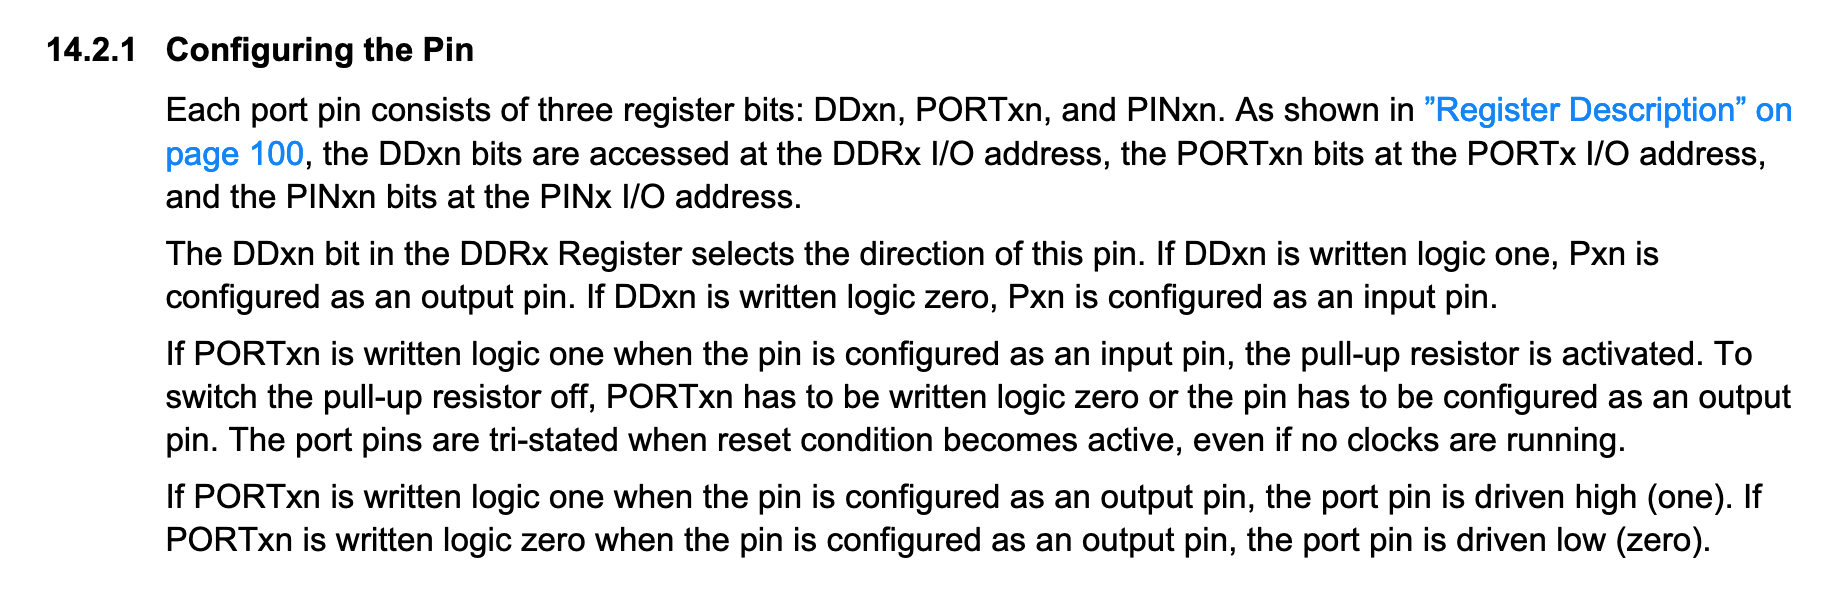 14.2.1 Configuring the Pin
Each port pin consists of three register bits: DDxn, PORTxn, and PINxn. As shown in ”Register Description” on
page 100, the DDxn bits are accessed at the DDRx I/O address, the PORTxn bits at the PORTx I/O address,
and the PINxn bits at the PINx I/O address.
The DDxn bit in the DDRx Register selects the direction of this pin. If DDxn is written logic one, Pxn is
configured as an output pin. If DDxn is written logic zero, Pxn is configured as an input pin.
If PORTxn is written logic one when the pin is configured as an input pin, the pull-up resistor is activated. To
switch the pull-up resistor off, PORTxn has to be written logic zero or the pin has to be configured as an output
pin. The port pins are tri-stated when reset condition becomes active, even if no clocks are running.
If PORTxn is written logic one when the pin is configured as an output pin, the port pin is driven high (one). If
PORTxn is written logic zero when the pin is configured as an output pin, the port pin is driven low (zero).